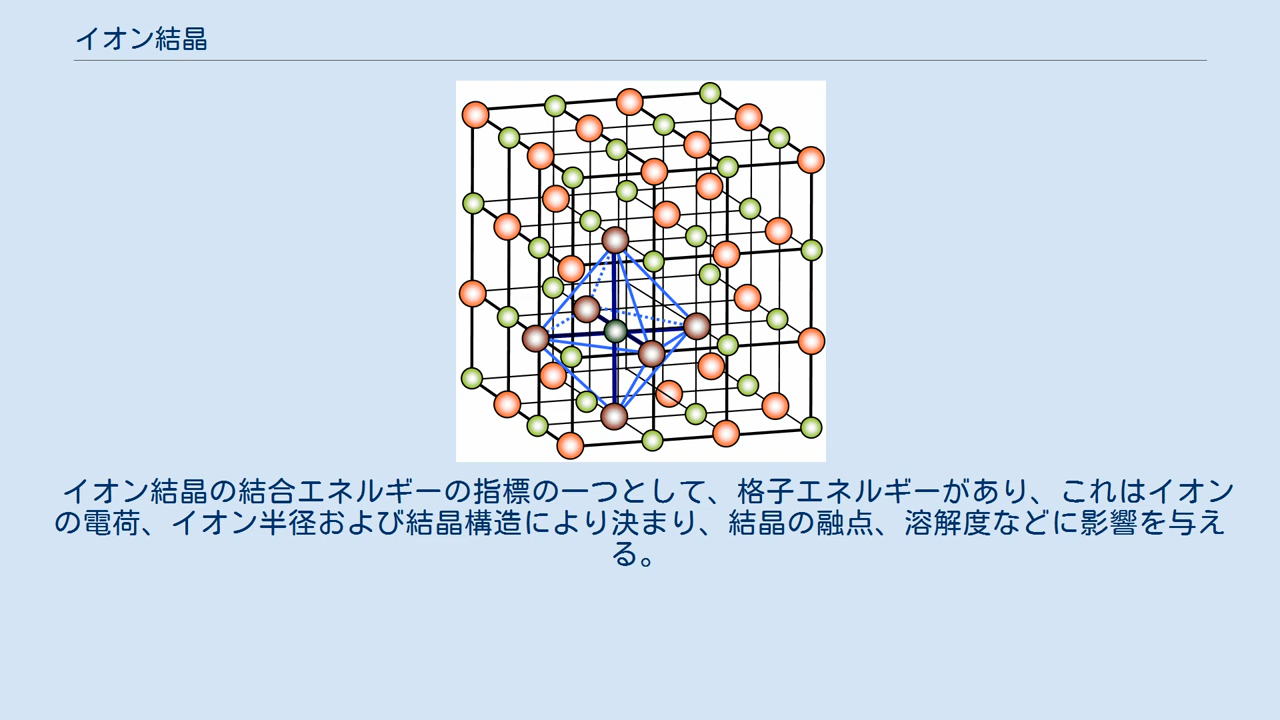 イオン結晶
イオン結晶の結合エネルギーの指標の一つとして、格子エネルギーがあり、これはイオン
の電荷、イオン半径および結晶構造により決まり、結晶の融点、溶解度などに影響を与え
る。